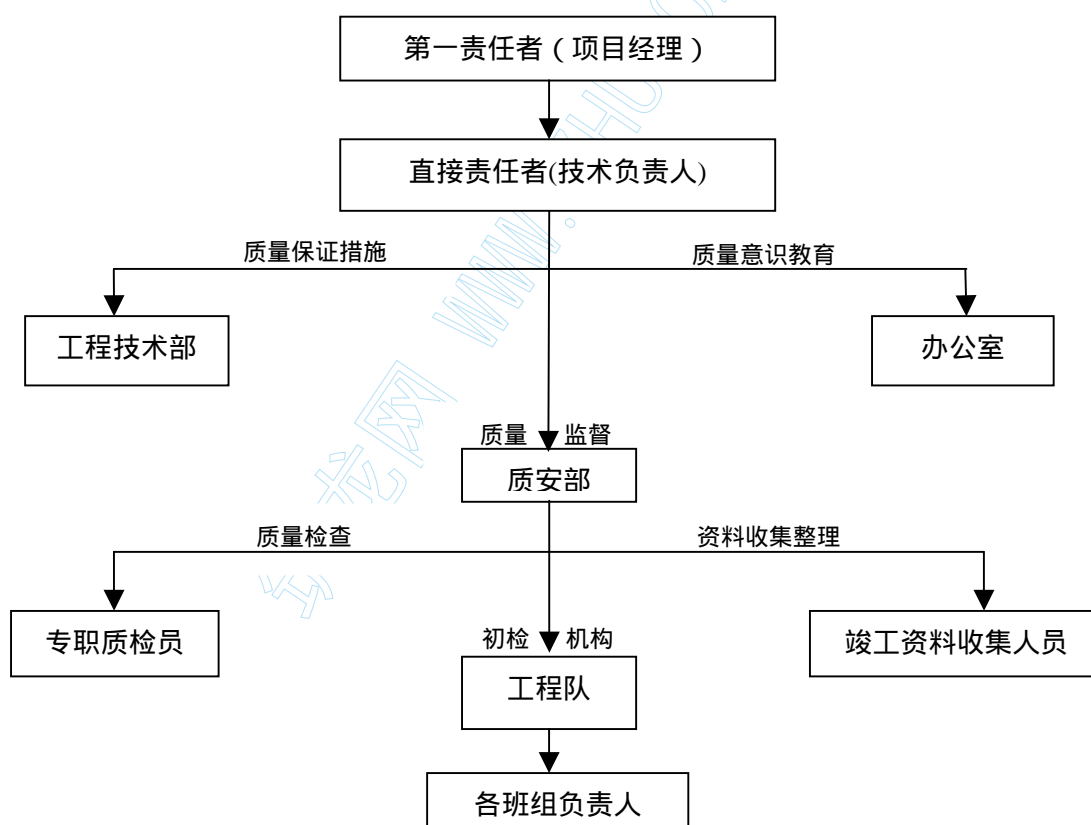 第一责任者（项目经理）
直接责任者(技术负责人)
质量保证措施
质量意识教育
工程技术部
办公室
质量 监督
质安部
质量检查
资料收集整理
专职质检员
初检 机构
竣工资料收集人员
工程队
各班组负责人
龙网 WWW.